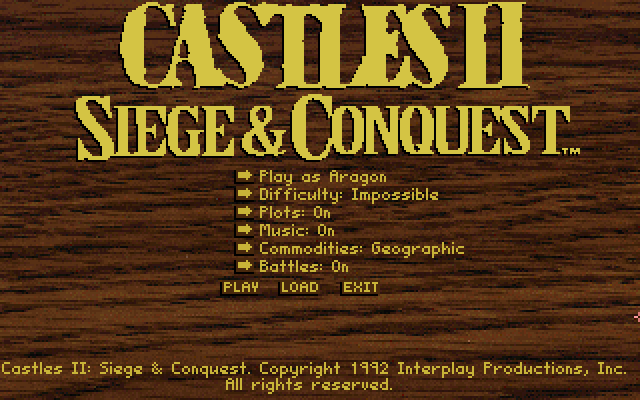 CASTLES II
SIEGE & CONQUEST™
Play as Aragon
Difficulty: Impossible
Plots: On
Music: On
Commodities: Geographic
Battles: On
PLAY LOAD EXIT
Castles II: Siege & Conquest. Copyright 1992 Interplay Productions, Inc.
All rights reserved.